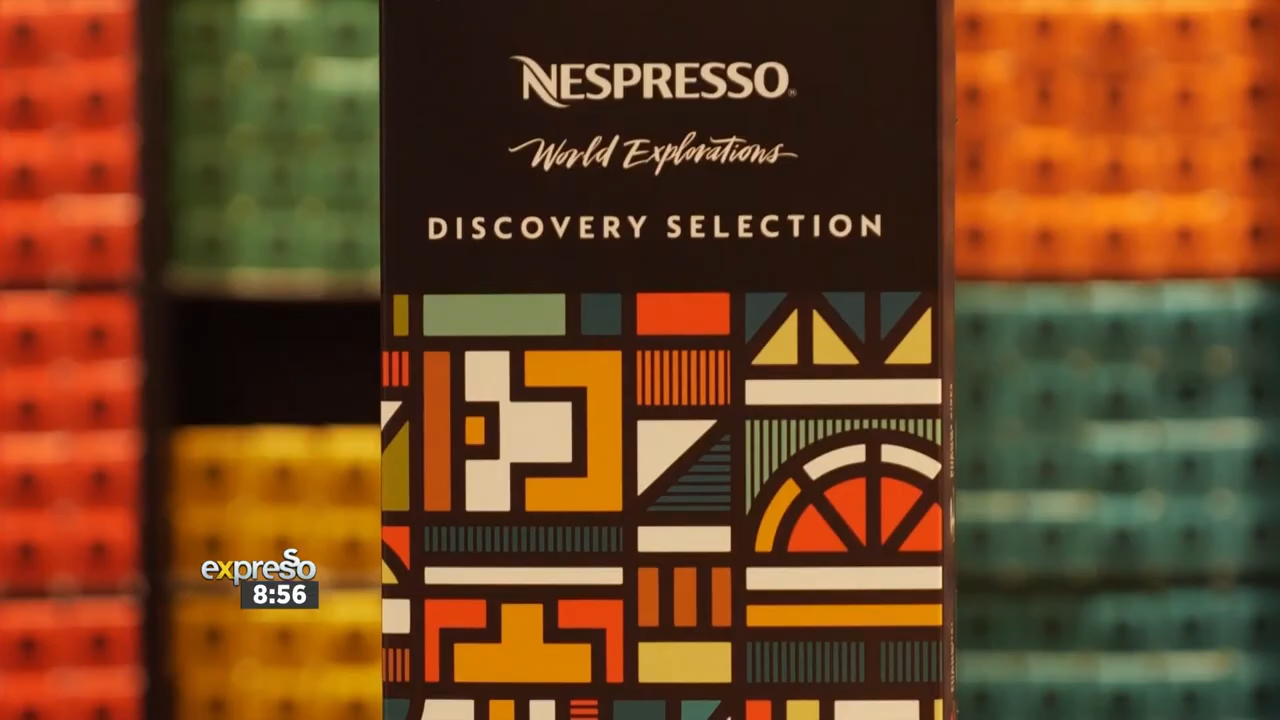 NESPRESSO®
World Explorations
DISCOVERY SELECTION
expresso
8:56